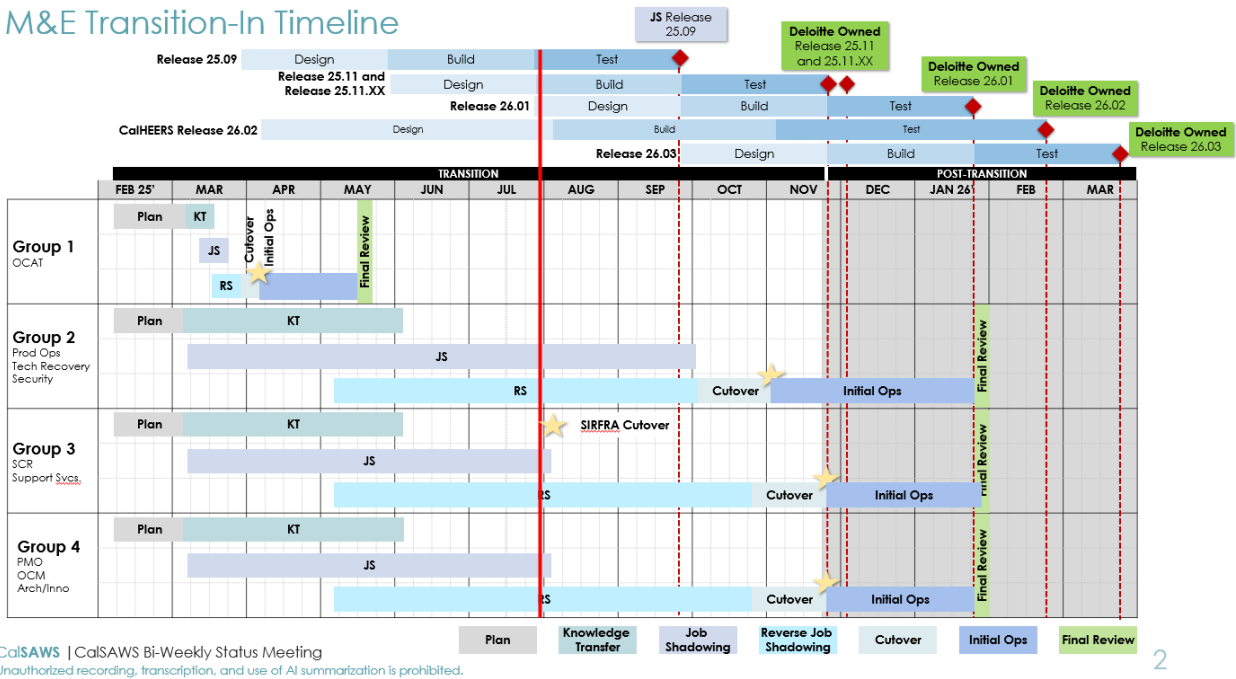 M&E Transition-In Timeline
JS Release
25.09
Deloitte Owned
Release 25.11
and 25.11.XX
Deloitte Owned
Release 26.01
Deloitte Owned
Release 26.02
Deloitte Owned
Release 26.03
Release 25.09 Design Build Test
Release 25.11 and
Release 25.11.XX
Design Build Test
Release 26.01 Design Build Test
CalHEERS Release 26.02 Design Build Test
Release 26.03 Design Build Test
TRANSITION POST-TRANSITION
FEB 25' MAR APR MAY JUN JUL AUG SEP OCT NOV DEC JAN 26' FEB MAR
Group 1
OCAT
Plan KT
JS
RS
Cutover
Initial Ops
Final Review
Group 2
Prod Ops
Tech Recovery
Security
Plan KT
JS
RS Cutover Initial Ops
Final Review
Group 3
SCR
Support Svcs.
Plan KT
SIRFRA Cutover
JS
RS Cutover Initial Ops
Final Review
Group 4
PMO
OCM
Arch/Inno
Plan KT
JS
RS Cutover Initial Ops
Final Review
Plan
Knowledge
Transfer
Job
Shadowing
Reverse Job
Shadowing
Cutover
Initial Ops
Final Review
CalSAWS | CalSAWS Bi-Weekly Status Meeting
Unauthorized recording, transcription, and use of AI summarization is prohibited.
2